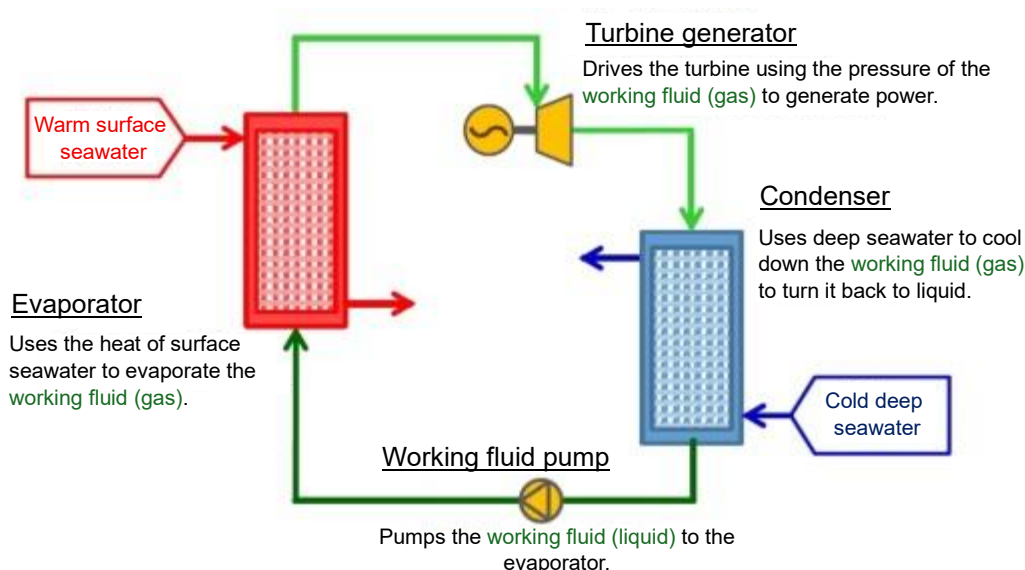 Turbine generator
Drives the turbine using the pressure of the
working fluid (gas) to generate power.
Warm surface
seawater
Condenser
Uses deep seawater to cool
down the working fluid (gas)
to turn it back to liquid.
Evaporator
Uses the heat of surface
seawater to evaporate the
working fluid (gas).
Cold deep
seawater
Working fluid pump
Pumps the working fluid (liquid) to the
evaporator.